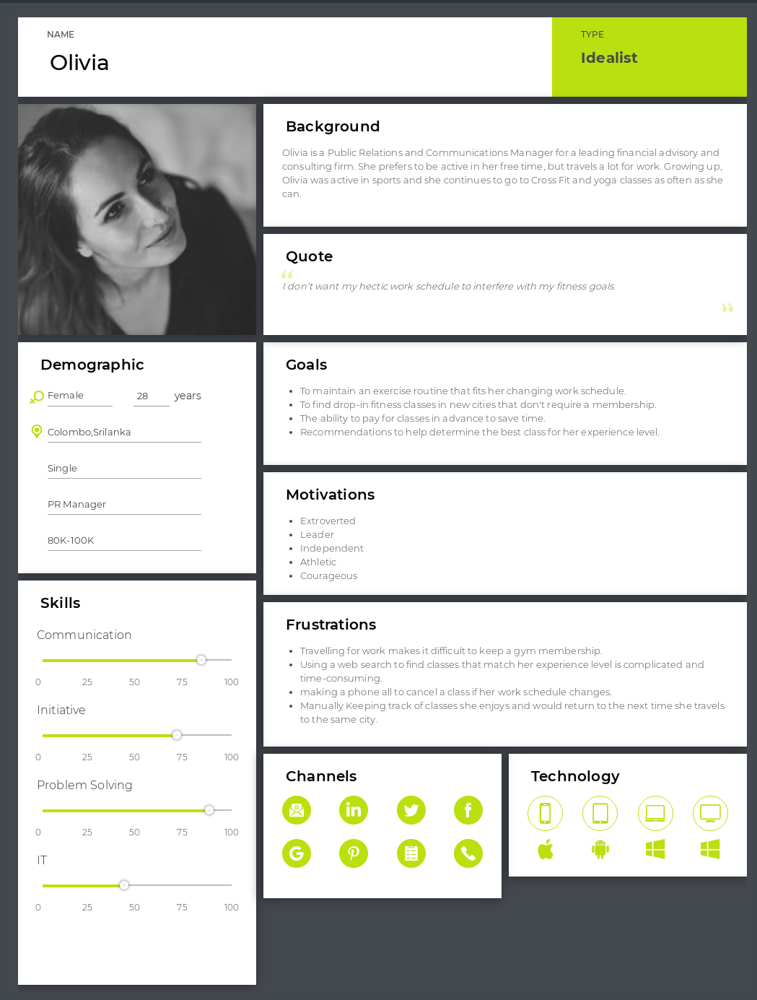 NAME
Olivia
TYPE
Idealist
Background
Olivia is a Public Relations and Communications Manager for a leading financial advisory and
consulting firm. She prefers to be active in her free time, but travels a lot for work. Growing up,
Olivia was active in sports and she continues to go to Cross Fit and yoga classes as often as she
can.
Quote
“
I don't want my hectic work schedule to interfere with my fitness goals.
“
Demographic
Female 28 years
Colombo,Srilanka
Single
PR Manager
80K-100K
Goals
• To maintain an exercise routine that fits her changing work schedule.
• To find drop-in fitness classes in new cities that don't require a membership.
• The ability to pay for classes in advance to save time.
• Recommendations to help determine the best class for her experience level.
Motivations
• Extroverted
• Leader
• Independent
• Athletic
• Courageous
Skills
Communication
0 25 50 75 100
Initiative
0 25 50 75 100
Problem Solving
0 25 50 75 100
IT
0 25 50 75 100
Frustrations
• Travelling for work makes it difficult to keep a gym membership.
• Using a web search to find classes that match her experience level is complicated and
time-consuming.
• making a phone all to cancel a class if her work schedule changes.
• Manually Keeping track of classes she enjoys and would return to the next time she travels
to the same city.
Channels
Technology